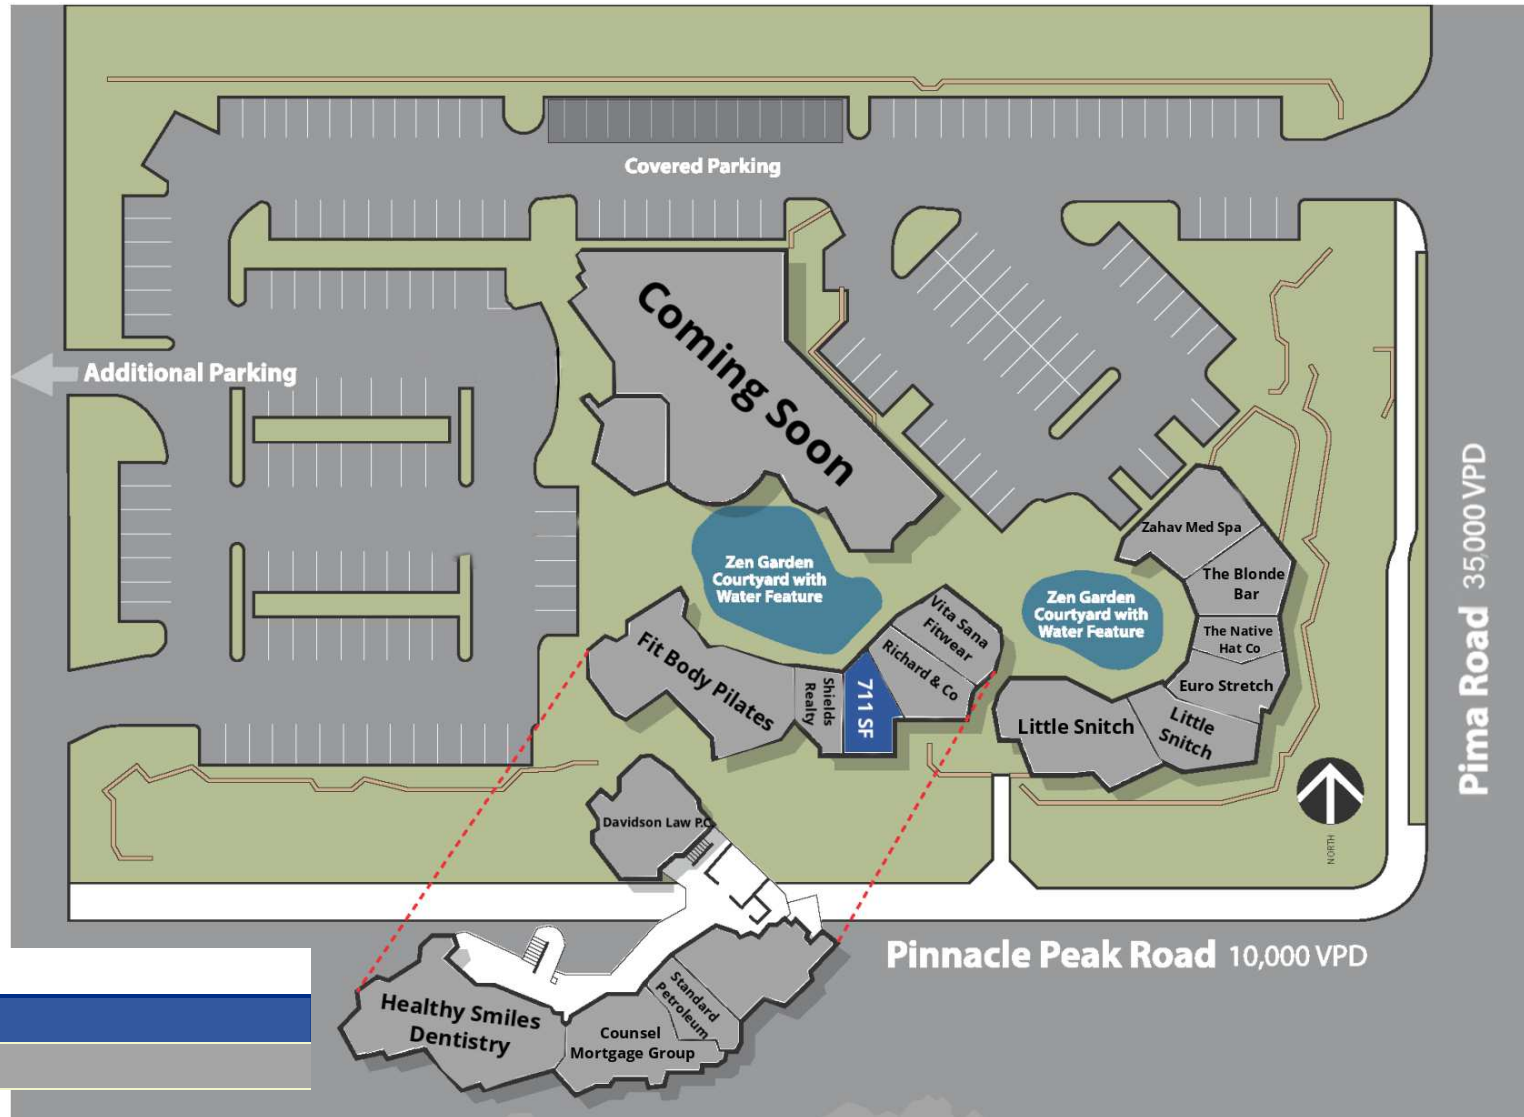 Covered Parking
Additional Parking
Coming Soon
Zen Garden
Courtyard with
Water Feature
Zen Garden
Courtyard with
Water Feature
Zahav Med Spa
The Blonde
Bar
The Native
Hat Co
Euro Stretch
Little
Snitch
Little Snitch
Vita Sana
Fitwear
Richard & Co
711 SF
Shields
Realty
Fit Body Pilates
Davidson Law P.C.
Pima Road 35,000 VPD
NORTH
Pinnacle Peak Road 10,000 VPD
Healthy Smiles
Dentistry
Counsel
Mortgage Group
Standard
Petroleum